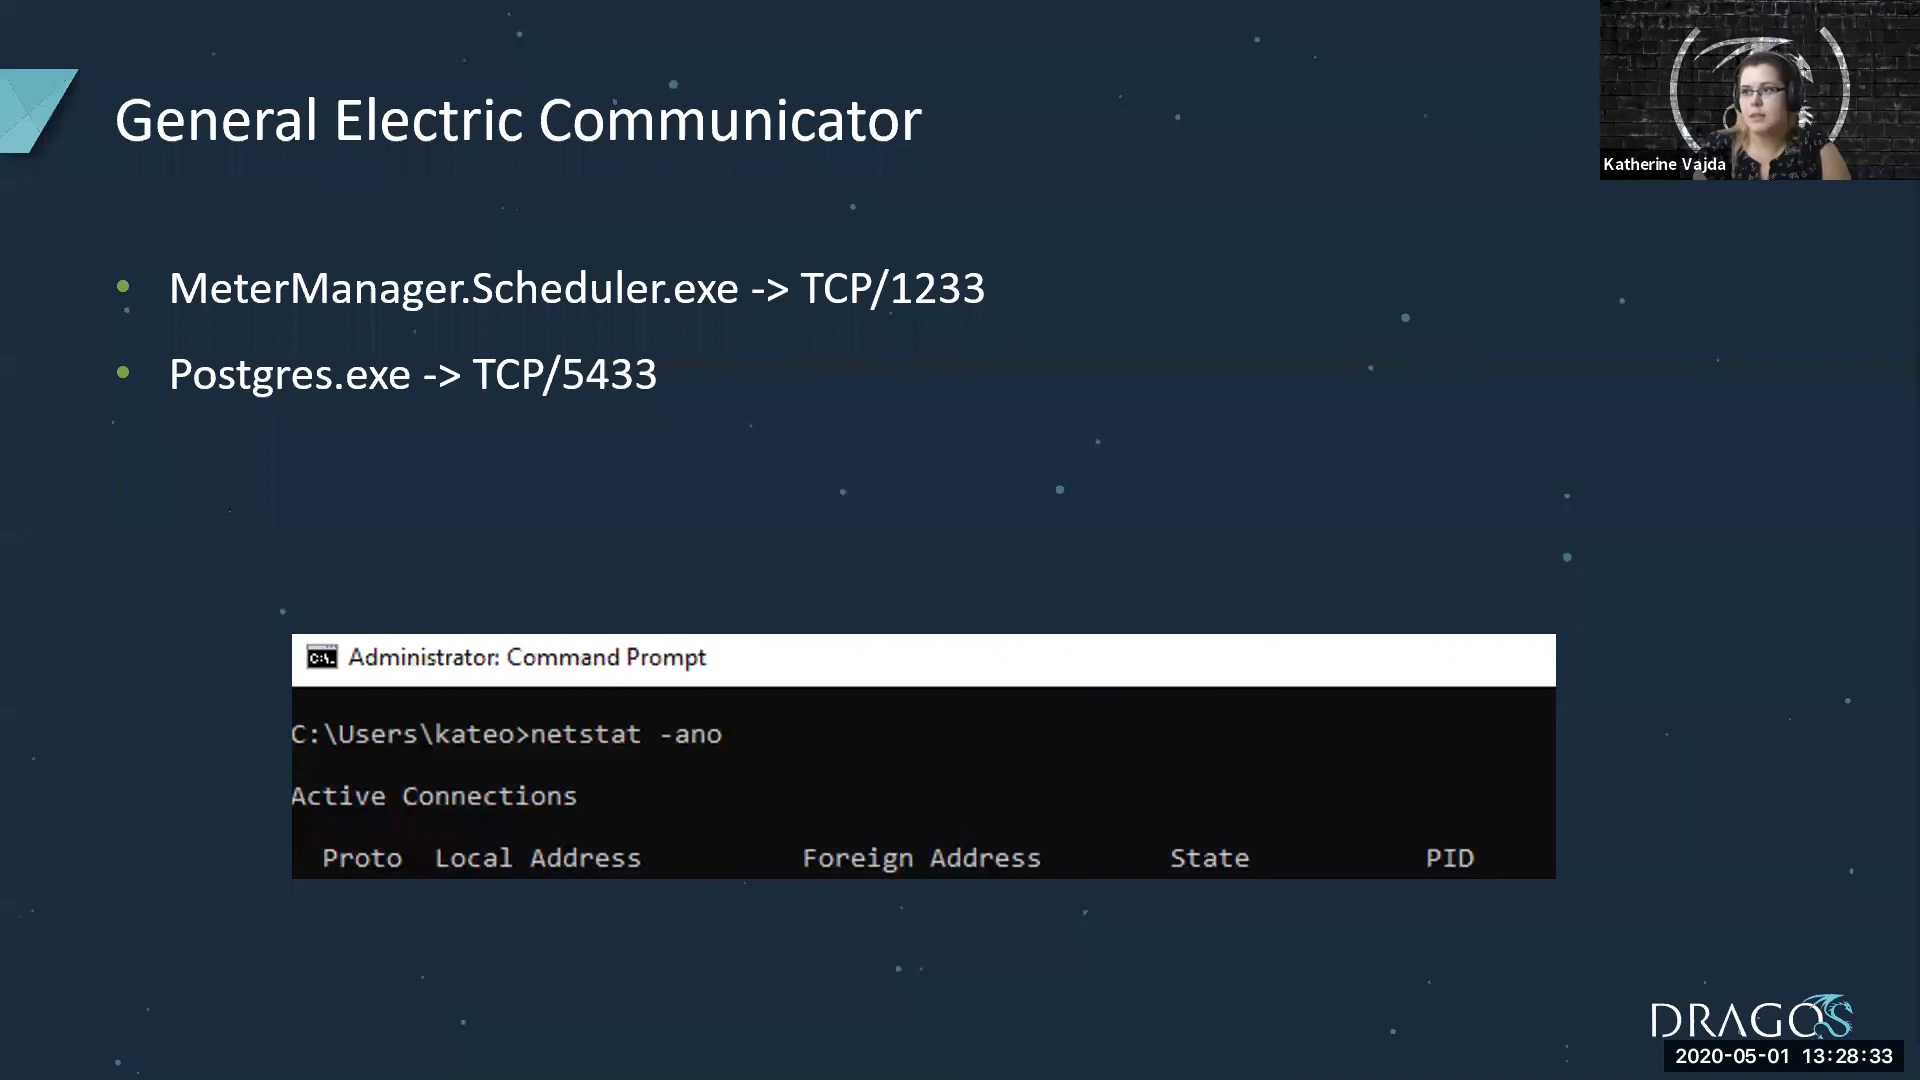 General Electric Communicator
Katherine Vajda
• MeterManager.Scheduler.exe -> TCP/1233
• Postgres.exe -> TCP/5433
C:\.
Administrator: Command Prompt
C:\Users\kateo>netstat -ano
Active Connections
Proto Local Address Foreign Address State PID
DRAGOS
2020-05-01 13:28:33